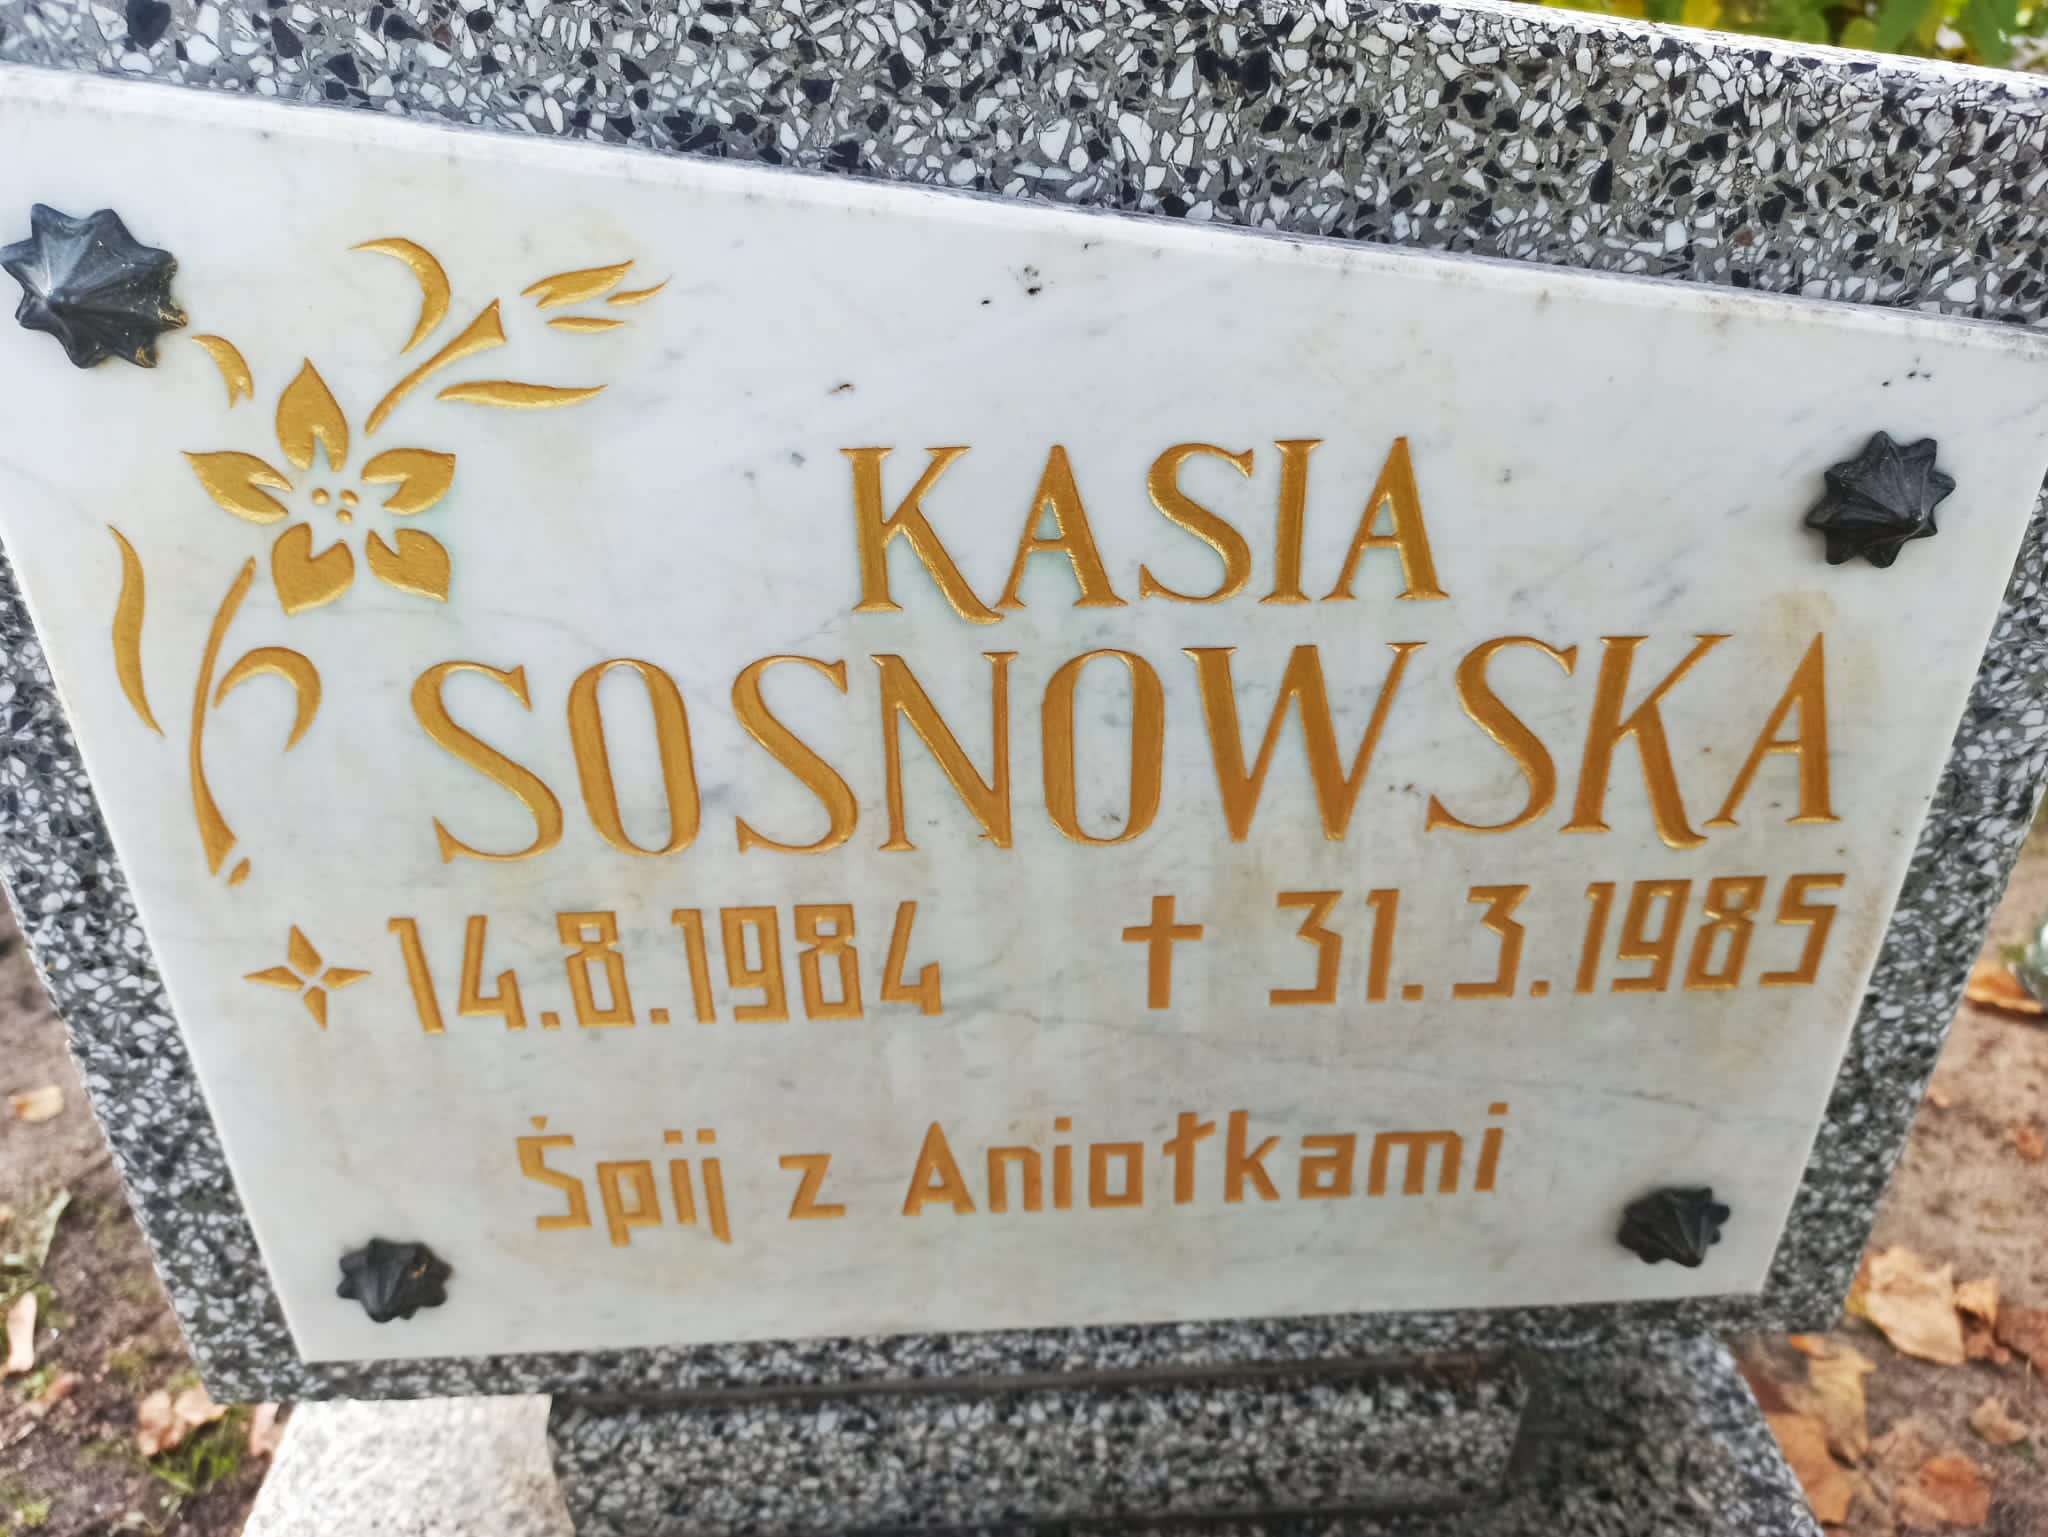 KASIA
SOSNOWSKA
14.8.1984 † 31.3.1985
Śpij z Aniołkami